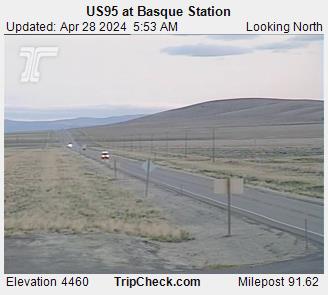 US95 at Basque Station
Updated: Apr 28 2024 5:53 AM Looking North
Elevation 4460 TripCheck.com Milepost 91.62